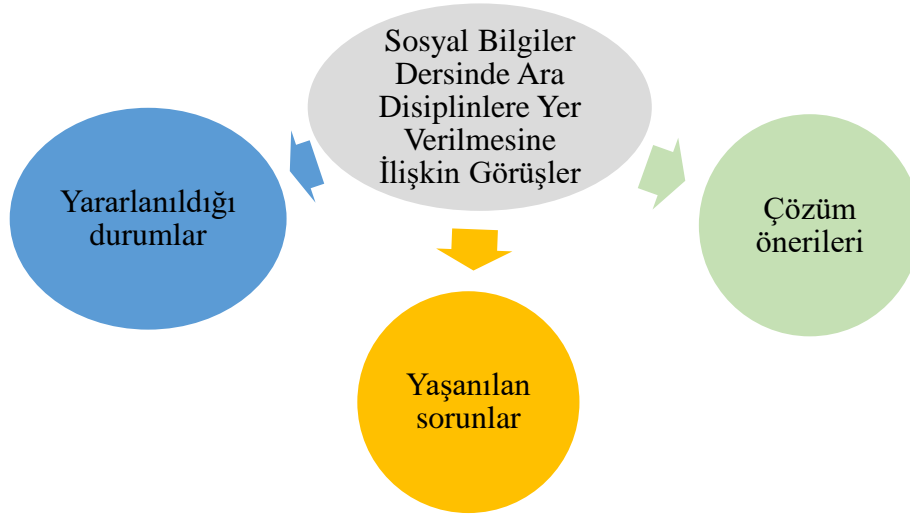 Sosyal Bilgiler
Dersinde Ara
Disiplinlere Yer
Verilmesine
İlişkin Görüşler
Yararlanıldığı
durumlar
Çözüm
önerileri
Yaşanılan
sorunlar